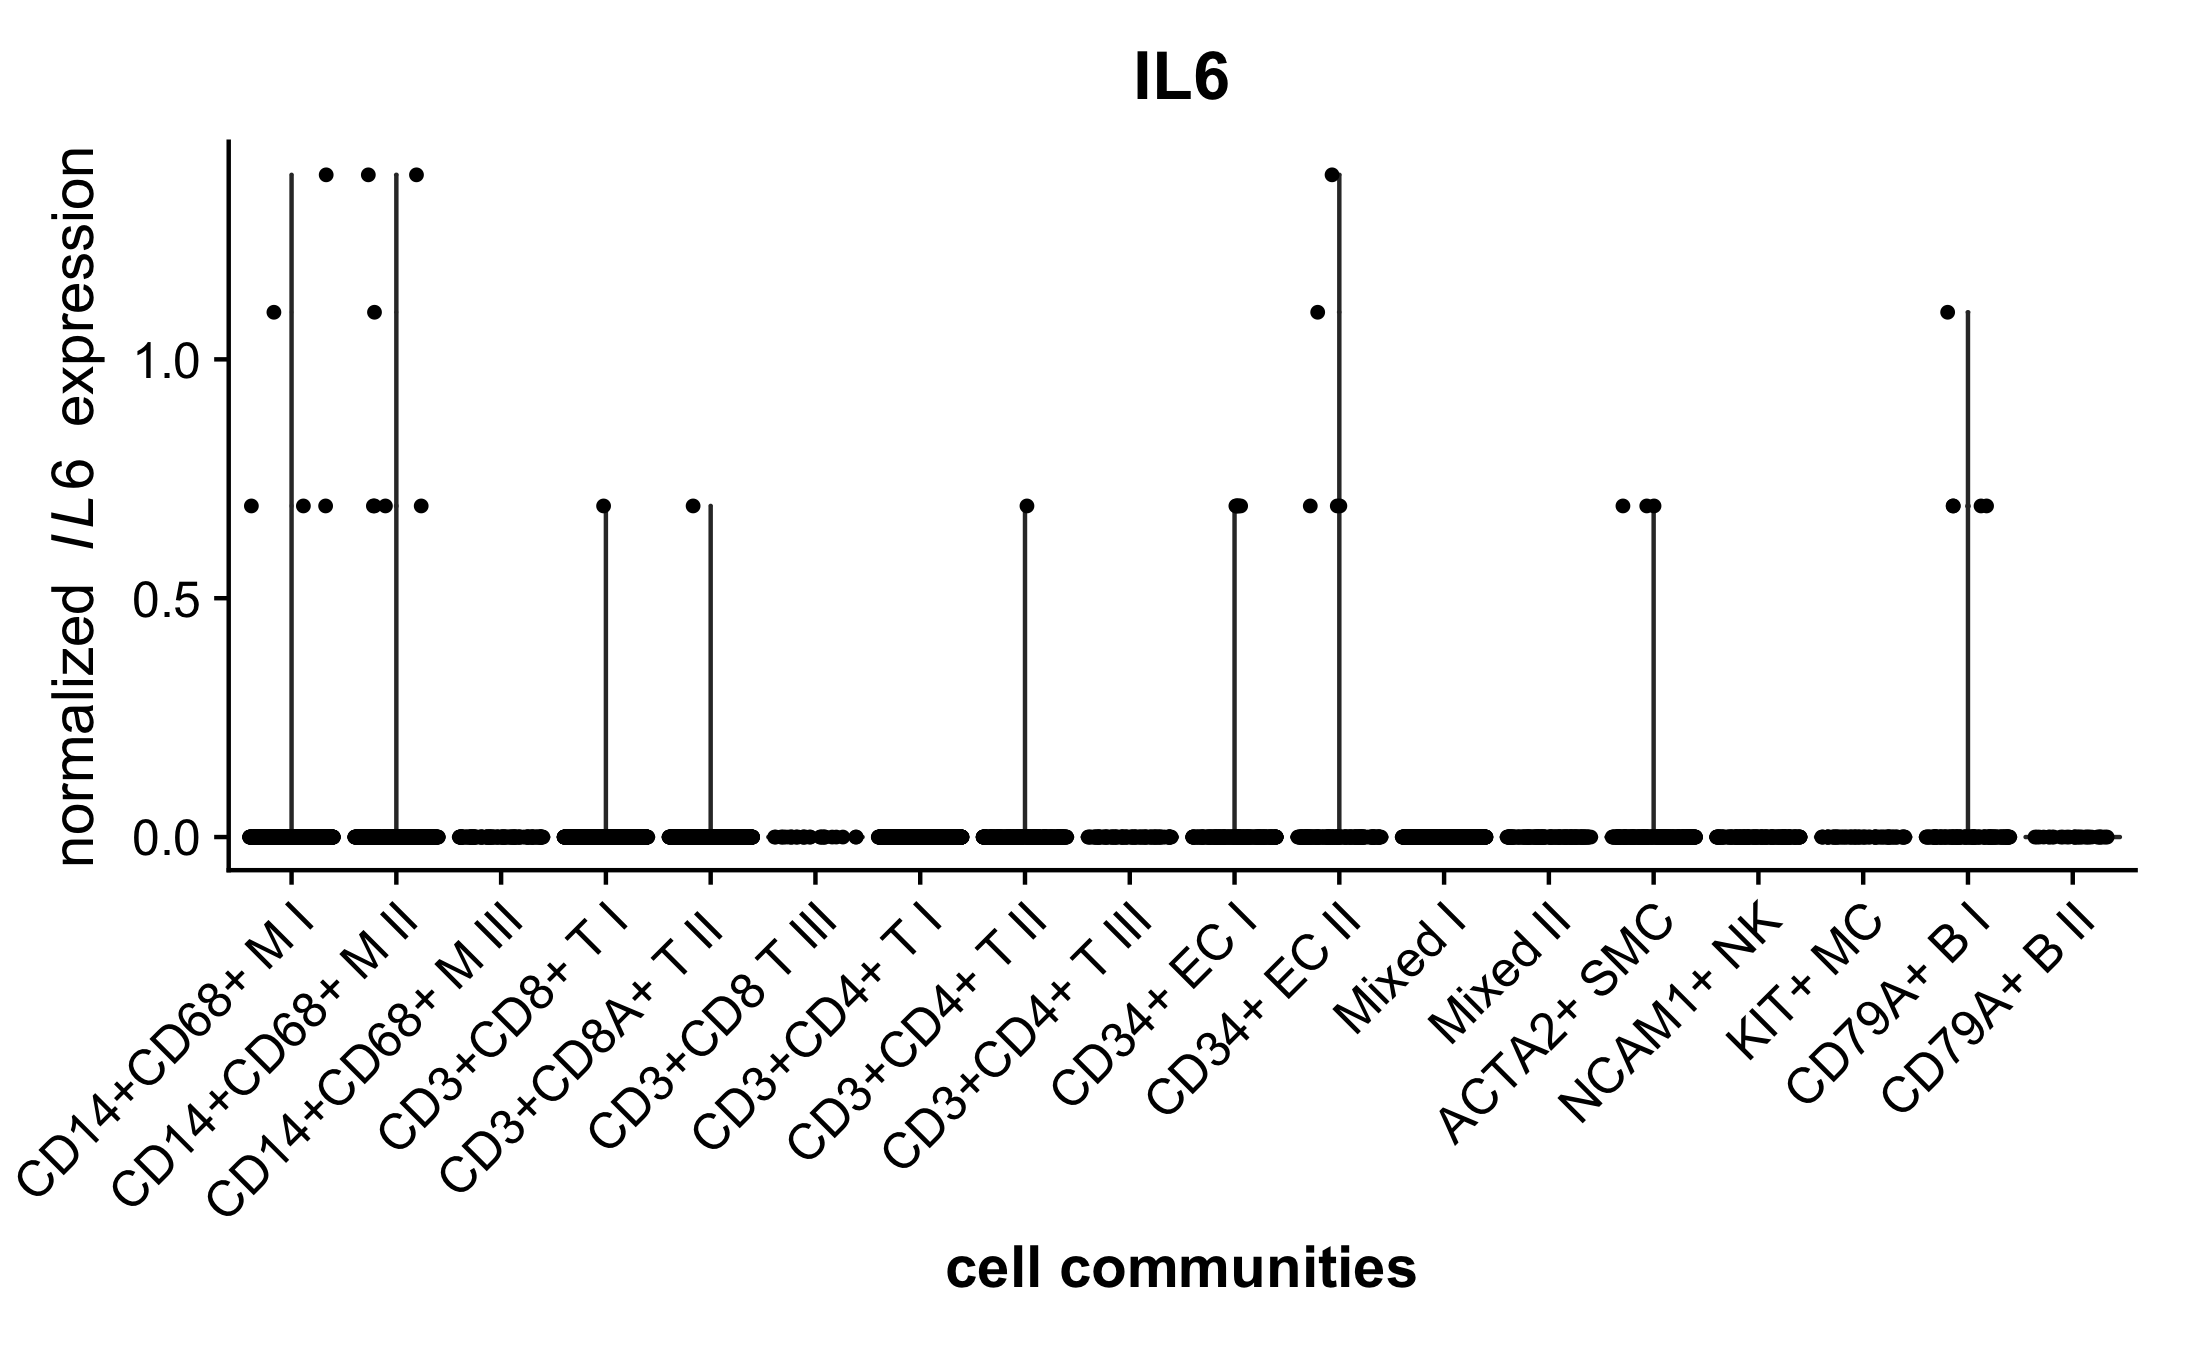 IL6
normalized IL6 expression
1.0
0.5
0.0
CD14+CD68+ M I
CD14+CD68+ M II
CD14+CD68+ M III
CD3+CD8+ T I
CD3+CD8A+ T II
CD3+CD8 T III
CD3+CD4+ T I
CD3+CD4+ T II
CD3+CD4+ T III
CD34+ EC I
CD34+ EC II
Mixed I
Mixed II
ACTA2+ SMC
NCAM1+ NK
KIT+ MC
CD79A+ B I
CD79A+ B II
cell communities